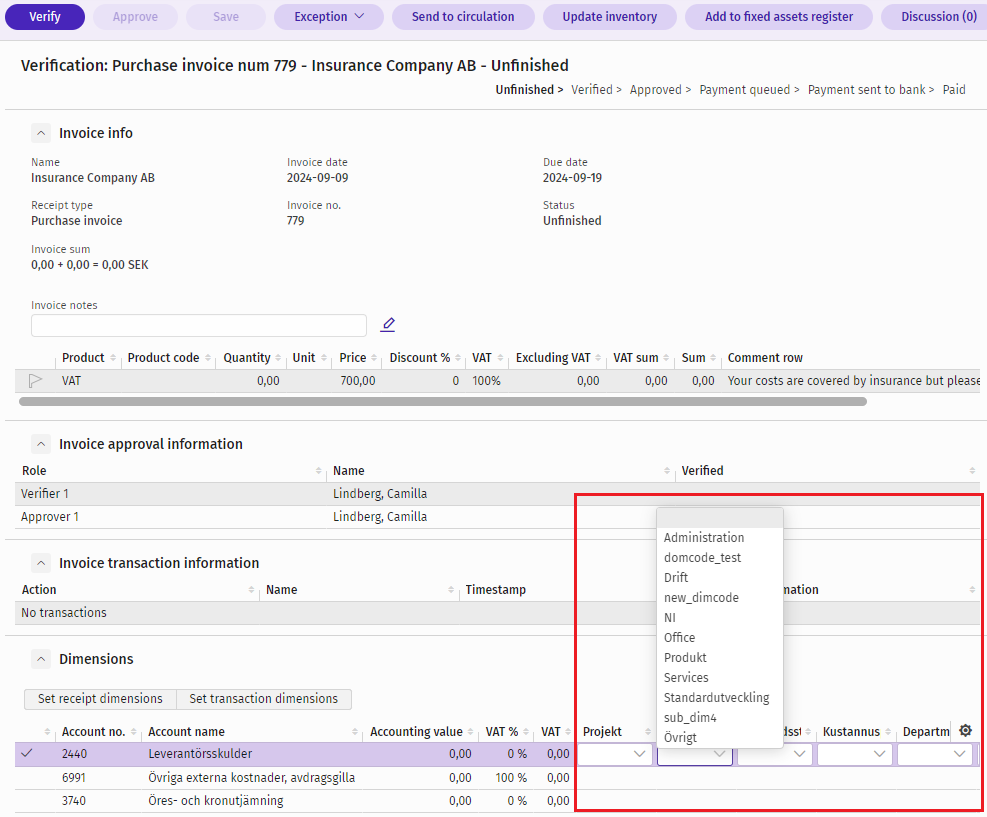 Verify Approve Save Exception Send to circulation Update inventory Add to fixed assets register Discussion (0)
Verification: Purchase invoice num 779 - Insurance Company AB - Unfinished
Unfinished > Verified > Approved > Payment queued > Payment sent to bank > Paid
Invoice info
Name Invoice date Due date
Insurance Company AB 2024-09-09 2024-09-19
Receipt type Invoice no. Status
Purchase invoice 779 Unfinished
Invoice sum
0,00 + 0,00 = 0,00 SEK
Invoice notes
Product Product code Quantity Unit Price Discount % VAT Excluding VAT VAT sum Sum Comment row
VAT 0,00 700,00 0 100% 0,00 0,00 0,00 Your costs are covered by insurance but please
Invoice approval information
Role Name Verified
Verifier 1 Lindberg, Camilla
Approver 1 Lindberg, Camilla
Administration
domcode_test
Invoice transaction information
Drift
Action Name Timestamp mation
new_dimcode
No transactions
NI
Office
Dimensions
Produkt
Services
Set receipt dimensions Set transaction dimensions
Standardutveckling
sub_dim4
Account no. Account name Accounting value VAT % VAT Projekt Kustannus Departm
Övrigt
2440 Leverantörsskulder 0,00 0 % 0,00
6991 Övriga externa kostnader, avdragsgilla 0,00 100 % 0,00
3740 Öres- och kronutjämning 0,00 0 % 0,00